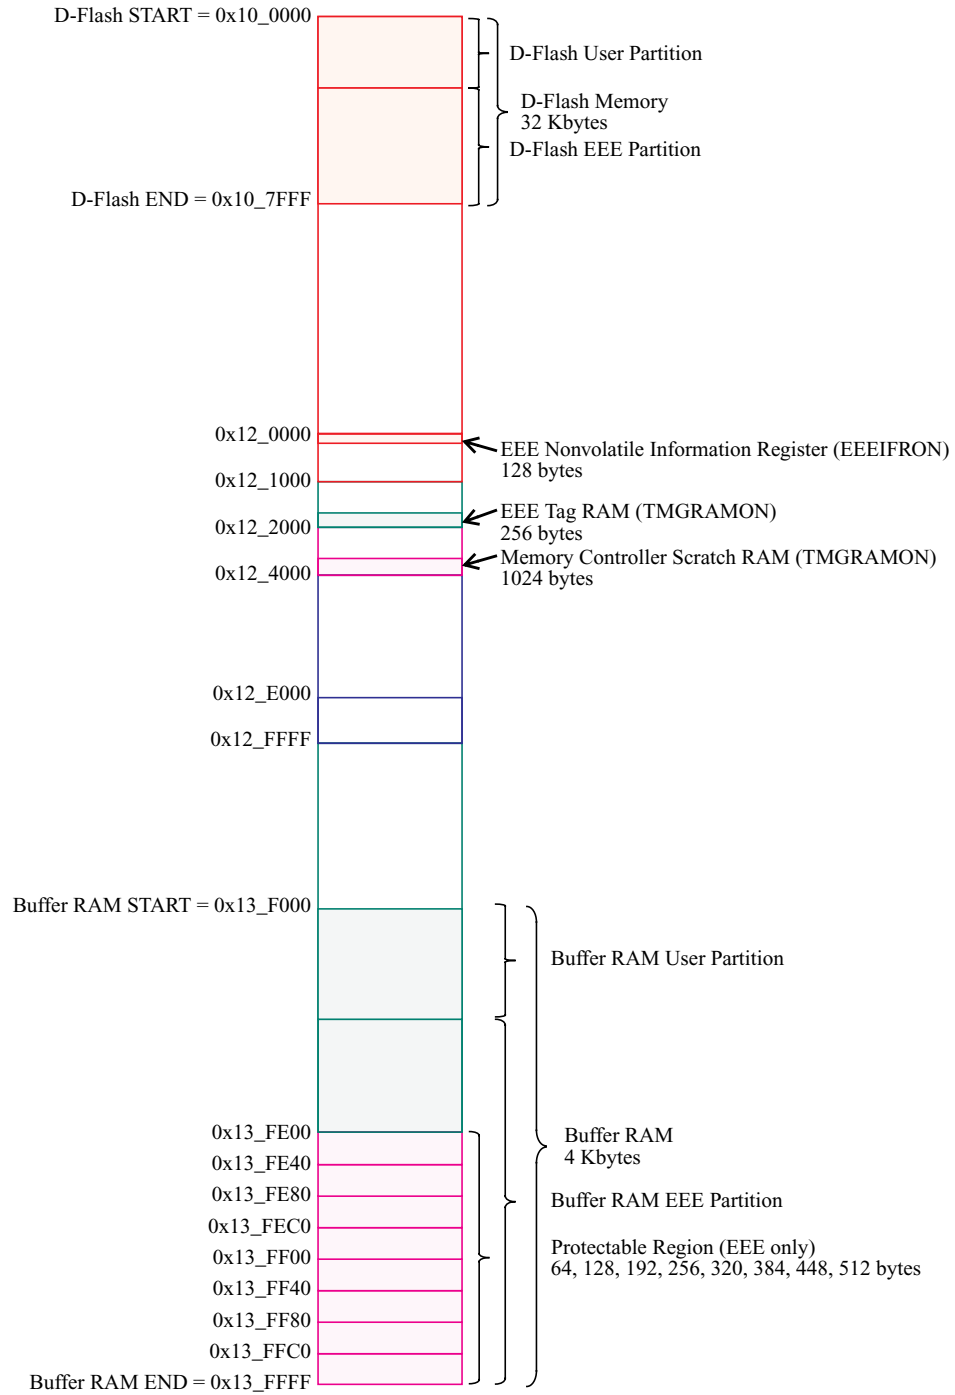 D-Flash START = 0x10_0000
D-Flash User Partition
D-Flash Memory
32 Kbytes
D-Flash EEE Partition
D-Flash END = 0x10_7FFF
0x12_0000
EEE Nonvolatile Information Register (EEEIFRON)
128 bytes
0x12_1000
EEE Tag RAM (TMGRAMON)
256 bytes
0x12_2000
Memory Controller Scratch RAM (TMGRAMON)
1024 bytes
0x12_4000
0x12_E000
0x12_FFFF
Buffer RAM START = 0x13_F000
Buffer RAM User Partition
0x13_FE00
Buffer RAM
4 Kbytes
0x13_FE40
0x13_FE80
Buffer RAM EEE Partition
0x13_FEC0
Protectable Region (EEE only)
64, 128, 192, 256, 320, 384, 448, 512 bytes
0x13_FF00
0x13_FF40
0x13_FF80
0x13_FFC0
Buffer RAM END = 0x13_FFFF